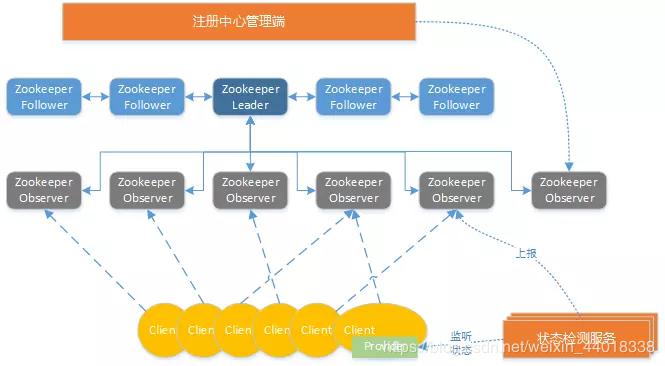 注册中心管理端
Zookeeper
Follower
Zookeeper
Follower
Zookeeper
Leader
Zookeeper
Follower
Zookeeper
Follower
Zookeeper
Observer
Zookeeper
Observer
Zookeeper
Observer
Zookeeper
Observer
Zookeeper
Observer
Zookeeper
Observer
上报
Client
Client
Client
Client
Client
Client
Provider
监听
状态
状态检测服务
https://blog.csdn.net/weixin_44018338